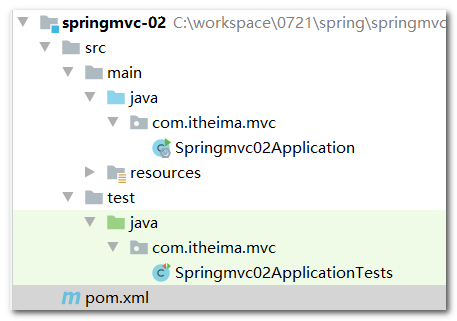 springmvc-02 C:\workspace\0721\spring\springmvc
src
main
java
com.itheima.mvc
Springmvc02Application
resources
test
java
com.itheima.mvc
Springmvc02ApplicationTests
m pom.xml